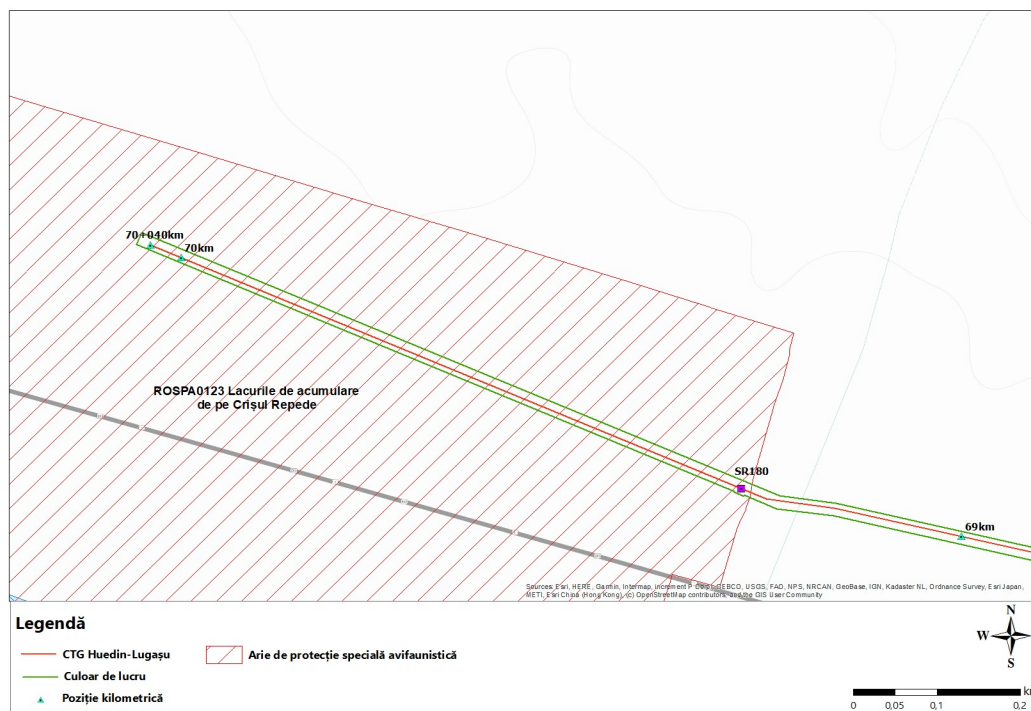 70+040km
70km
ROSPA0123 Lacurile de acumulare
de pe Crișul Repede
SR180
69km
Sources: Esri, HERE, Garmin, Intermap, increment P Corp., GEBCO, USGS, FAO, NPS, NRCAN, GeoBase, IGN, Kadaster NL, Ordnance Survey, Esri Japan,
METI, Esri China (Hong Kong), (c) OpenStreetMap contributors, and the GIS User Community
Legendă
CTG Huedin-Lugașu
Arie de protecție specială avifaunistică
Culoar de lucru
Poziție kilometrică
N
W
S
km
0 0,05 0,1 0,2